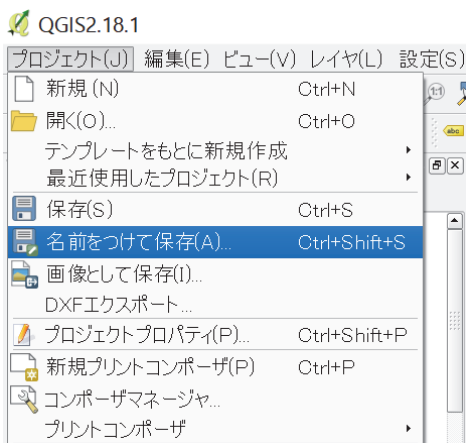 QGIS2.18.1
プロジェクト(J) 編集(E) ビュー(V) レイヤ(L) 設定(S)
新規(N) Ctrl+N
開く(O)... Ctrl+O
テンプレートをもとに新規作成
最近使用したプロジェクト(R)
保存(S) Ctrl+S
名前をつけて保存(A)... Ctrl+Shift+S
画像として保存(I)...
DXFエクスポート...
プロジェクトプロパティ(P)... Ctrl+Shift+P
新規プリントコンポーザ(P) Ctrl+P
コンポーザマネージャ...
プリントコンポーザ
1:1
abc